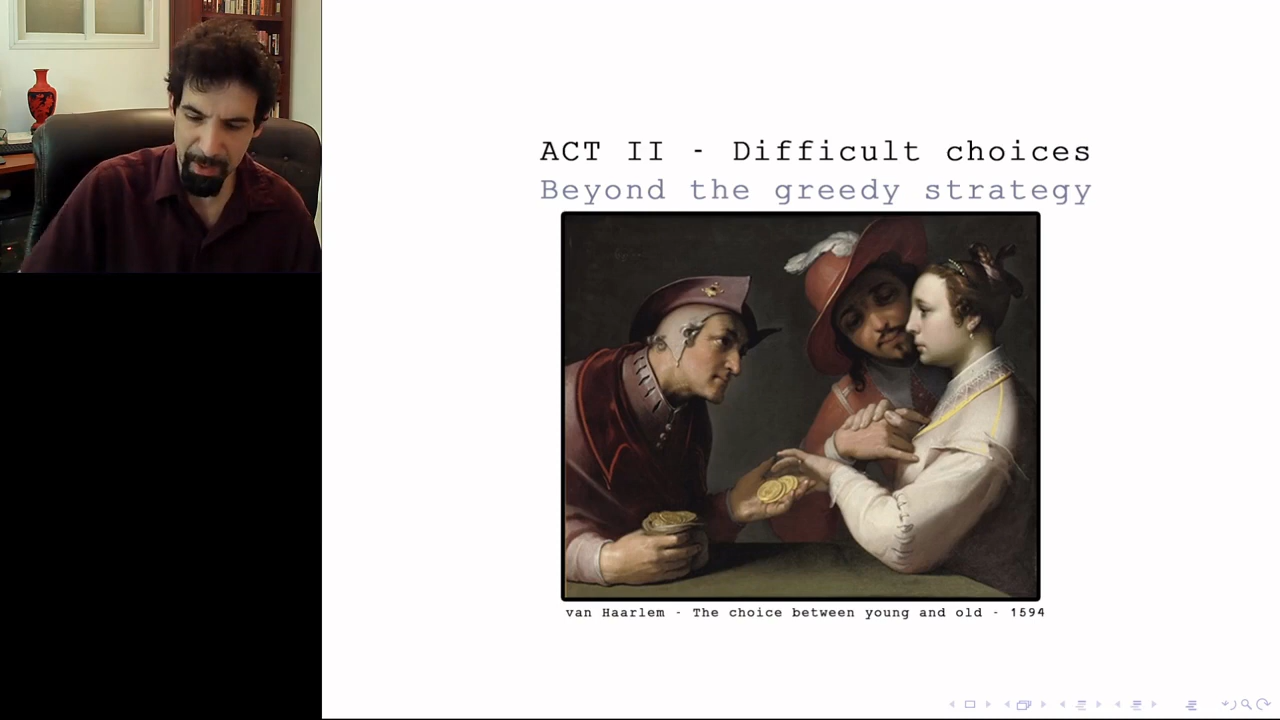 ACT II - Difficult choices
Beyond the greedy strategy
van Haarlem - The choice between young and old - 1594